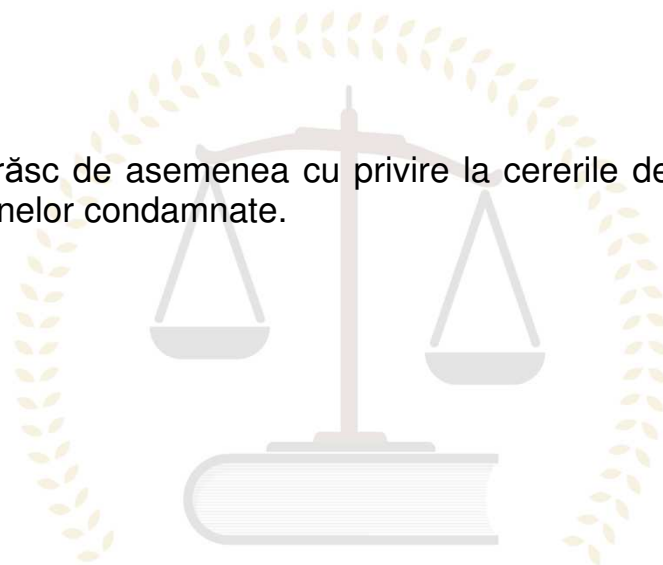 răsc de asemenea cu privire la cererile de
nelor condamnate.